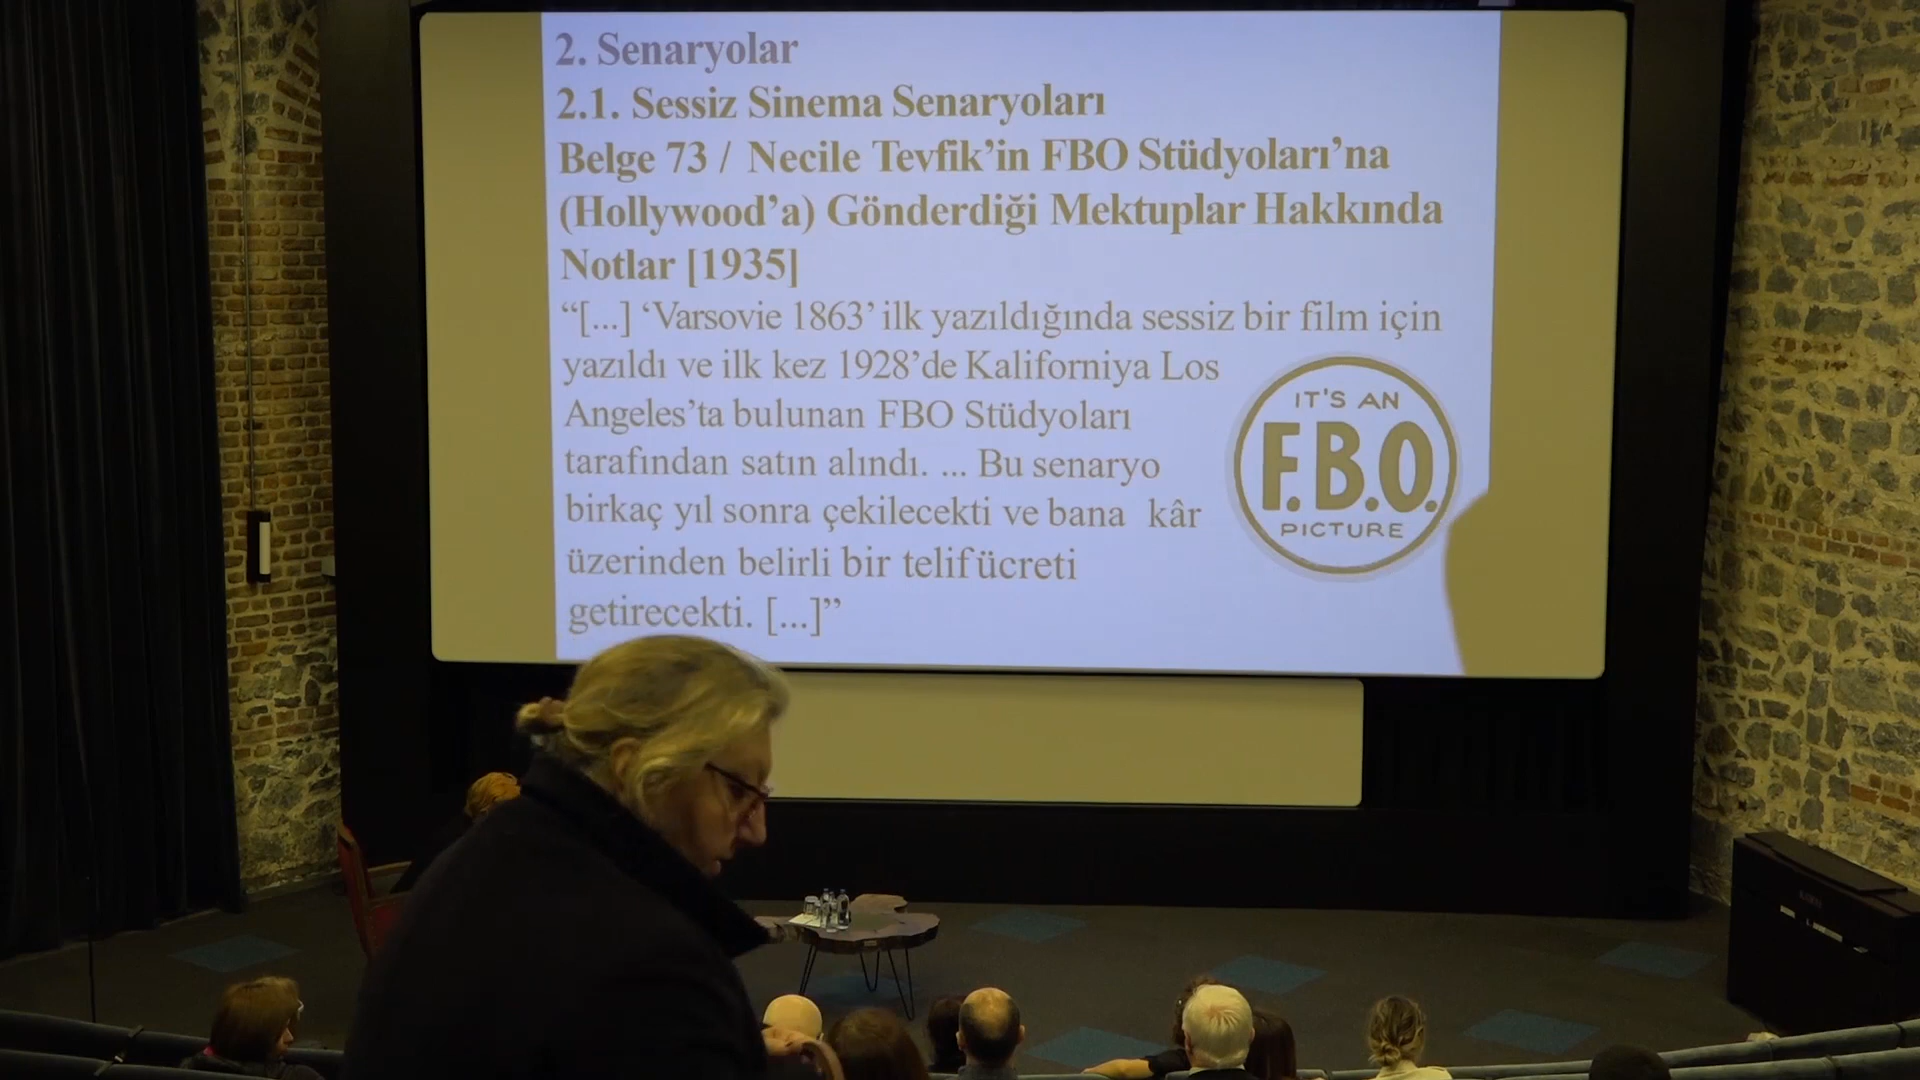 2. Senaryolar
2.1. Sessiz Sinema Senaryoları
Belge 73 / Necile Tevfik’in FBO Stüdyoları’na
(Hollywood’a) Gönderdiği Mektuplar Hakkında
Notlar [1935]
“[...] ‘Varsovie 1863’ ilk yazıldığında sessiz bir film için
yazıldı ve ilk kez 1928’de Kaliforniya Los
Angeles’ta bulunan FBO Stüdyoları
tarafından satın alındı. ... Bu senaryo
birkaç yıl sonra çekilecekti ve bana kâr
üzerinden belirli bir telif ücreti
getirecekti. [...]”
IT'S AN
F.B.O.
PICTURE